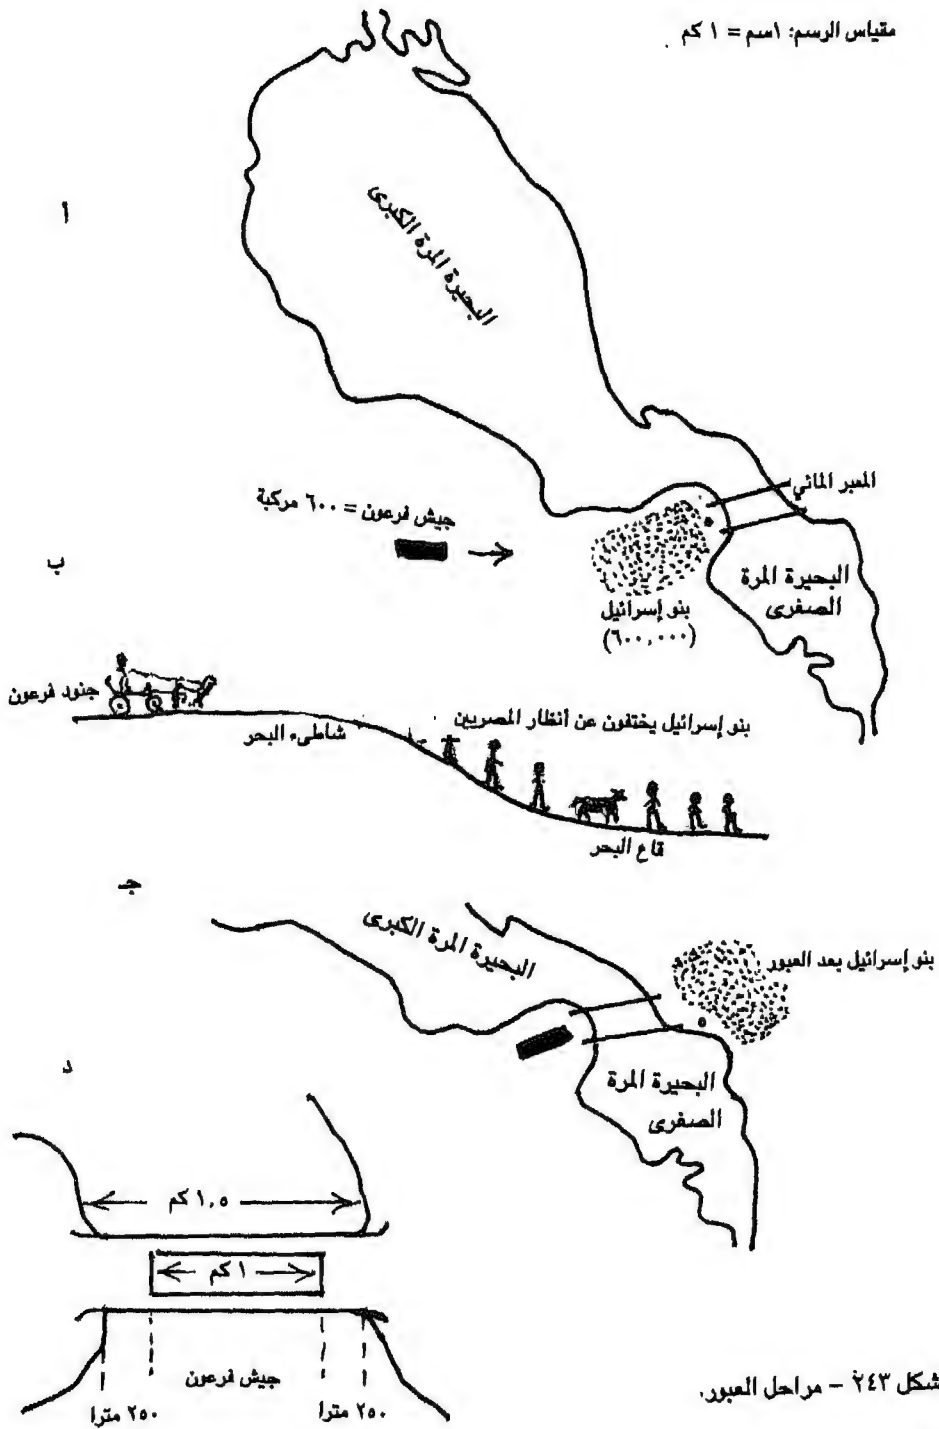 مقياس الرسم: ١سم = ١ كم .
أ
البحيرة المرة الكبرى
المعبر المائي
جيش فرعون = ٦٠٠ مركبة
البحيرة المرة
الصغرى
بنو إسرائيل
(٦٠٠,٠٠٠)
ب
جنود فرعون
شاطىء البحر
بنو إسرائيل يختفون عن أنظار المصريين
قاع البحر
جـ
البحيرة المرة الكبرى
بنو إسرائيل بعد العبور
البحيرة المرة
الصغرى
د
١,٥ كم
١ كم
جيش فرعون
٢٥٠ مترا
٢٥٠ مترا
شكل ٢٤٣ – مراحل العبور.